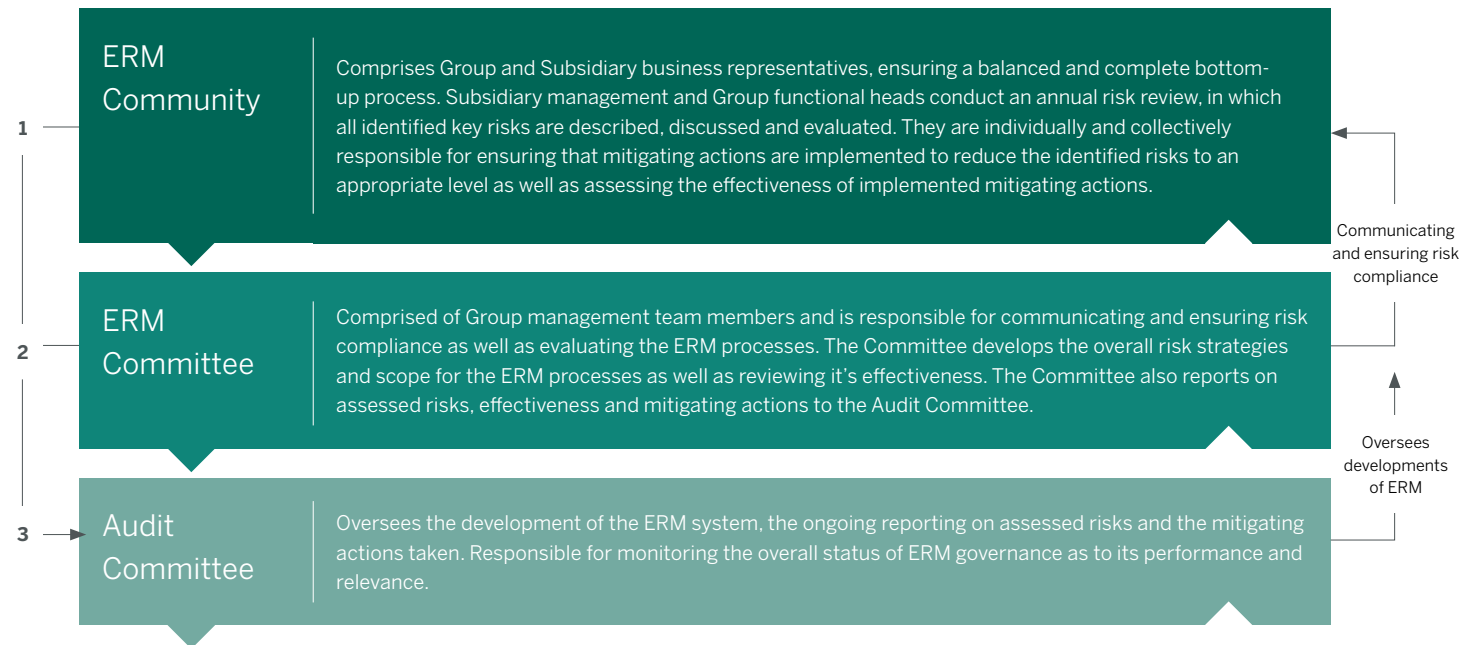 1
ERM
Community
Comprises Group and Subsidiary business representatives, ensuring a balanced and complete bottom-
up process. Subsidiary management and Group functional heads conduct an annual risk review, in which
all identified key risks are described, discussed and evaluated. They are individually and collectively
responsible for ensuring that mitigating actions are implemented to reduce the identified risks to an
appropriate level as well as assessing the effectiveness of implemented mitigating actions.
Communicating
and ensuring risk
compliance
2
ERM
Committee
Comprised of Group management team members and is responsible for communicating and ensuring risk
compliance as well as evaluating the ERM processes. The Committee develops the overall risk strategies
and scope for the ERM processes as well as reviewing it's effectiveness. The Committee also reports on
assessed risks, effectiveness and mitigating actions to the Audit Committee.
Oversees
developments
of ERM
3
Audit
Committee
Oversees the development of the ERM system, the ongoing reporting on assessed risks and the mitigating
actions taken. Responsible for monitoring the overall status of ERM governance as to its performance and
relevance.